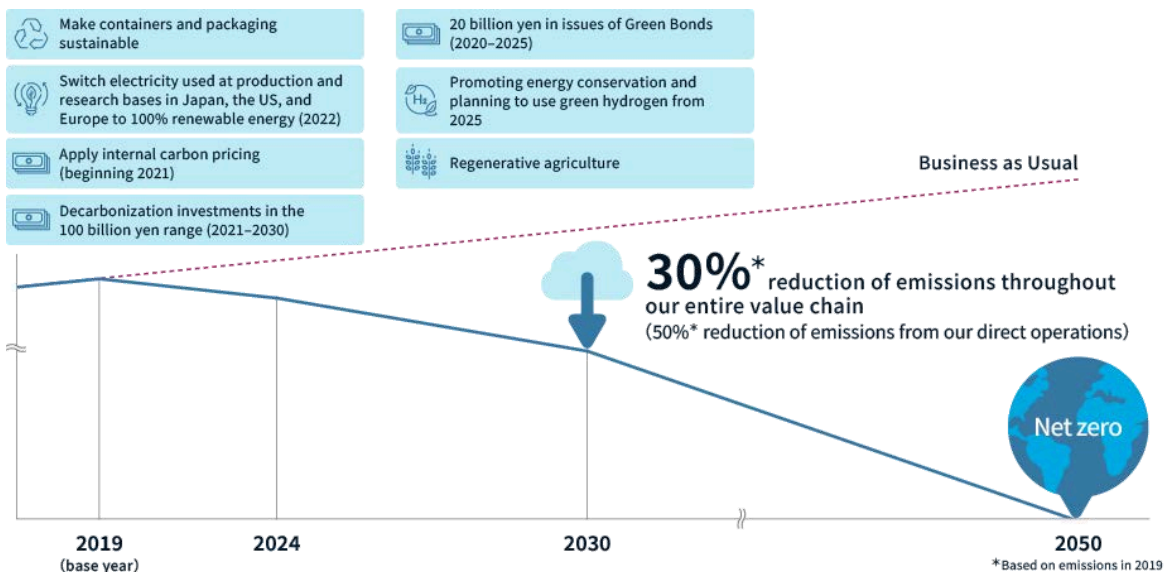 Make containers and packaging
sustainable
Switch electricity used at production and
research bases in Japan, the US, and
Europe to 100% renewable energy (2022)
Apply internal carbon pricing
(beginning 2021)
Decarbonization investments in the
100 billion yen range (2021–2030)
20 billion yen in issues of Green Bonds
(2020–2025)
H₂
Promoting energy conservation and
planning to use green hydrogen from
2025
Regenerative agriculture
Business as Usual
30%* reduction of emissions throughout
our entire value chain
(50%* reduction of emissions from our direct operations)
Net zero
2019
(base year)
2024
2030
2050
*Based on emissions in 2019